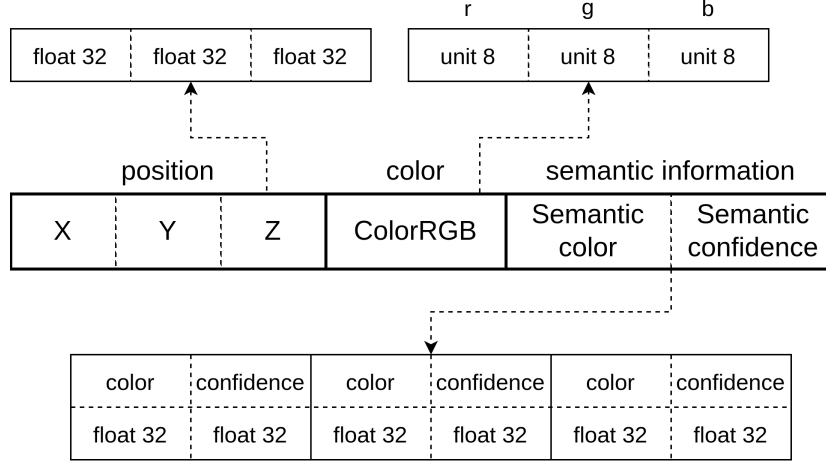 r g b
float 32 float 32 float 32 unit 8 unit 8 unit 8
position color semantic information
X Y Z ColorRGB Semantic color Semantic confidence
color confidence color confidence color confidence
float 32 float 32 float 32 float 32 float 32 float 32